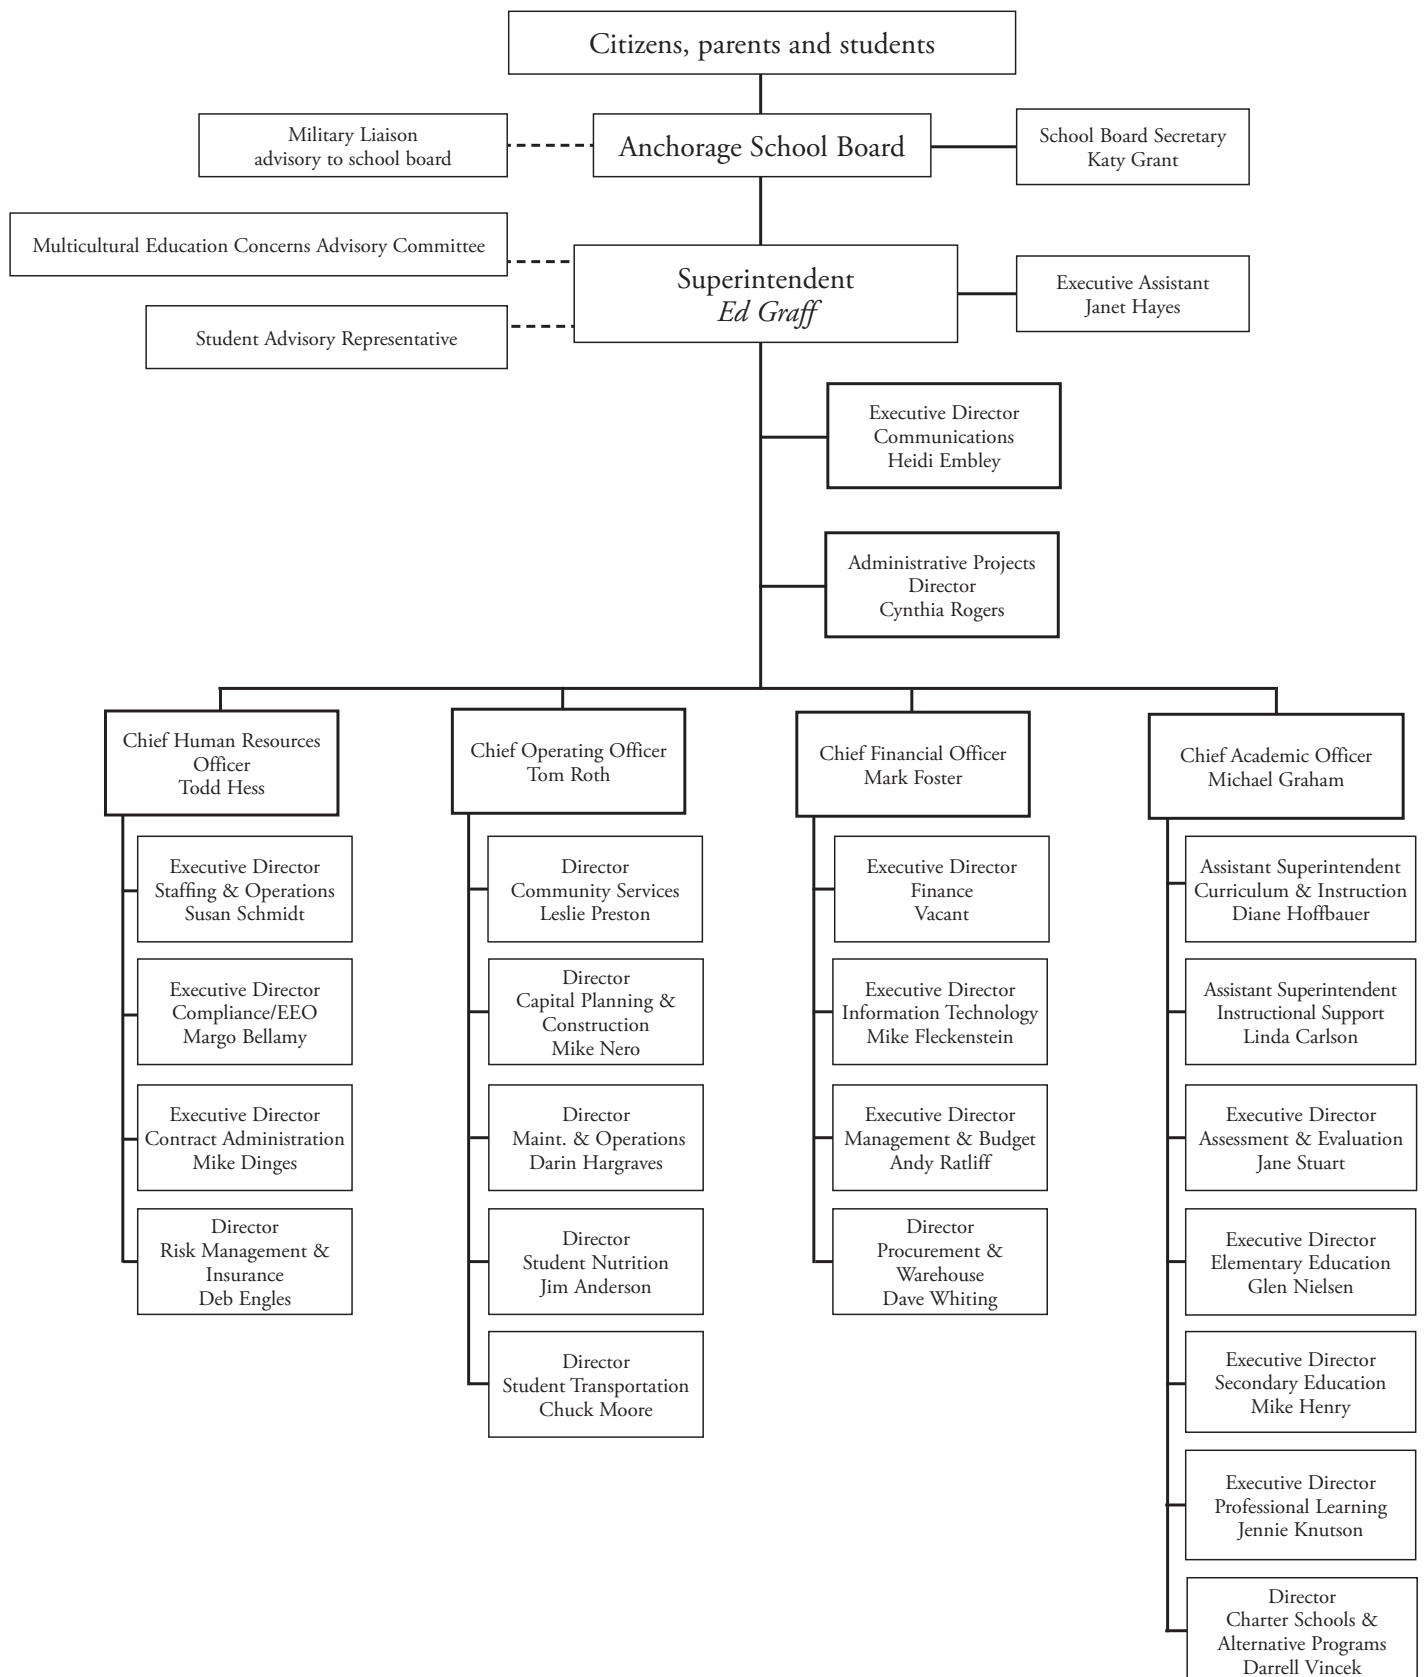 Citizens, parents and students
Military Liaison
advisory to school board
Anchorage School Board
School Board Secretary
Katy Grant
Multicultural Education Concerns Advisory Committee
Superintendent
Ed Graff
Executive Assistant
Janet Hayes
Student Advisory Representative
Executive Director
Communications
Heidi Embley
Administrative Projects
Director
Cynthia Rogers
Chief Human Resources
Officer
Todd Hess
Executive Director
Staffing & Operations
Susan Schmidt
Executive Director
Compliance/EEO
Margo Bellamy
Executive Director
Contract Administration
Mike Dinges
Director
Risk Management &
Insurance
Deb Engles
Chief Operating Officer
Tom Roth
Director
Community Services
Leslie Preston
Director
Capital Planning &
Construction
Mike Nero
Director
Maint. & Operations
Darin Hargraves
Director
Student Nutrition
Jim Anderson
Director
Student Transportation
Chuck Moore
Chief Financial Officer
Mark Foster
Executive Director
Finance
Vacant
Executive Director
Information Technology
Mike Fleckenstein
Executive Director
Management & Budget
Andy Ratliff
Director
Procurement &
Warehouse
Dave Whiting
Chief Academic Officer
Michael Graham
Assistant Superintendent
Curriculum & Instruction
Diane Hoffbauer
Assistant Superintendent
Instructional Support
Linda Carlson
Executive Director
Assessment & Evaluation
Jane Stuart
Executive Director
Elementary Education
Glen Nielsen
Executive Director
Secondary Education
Mike Henry
Executive Director
Professional Learning
Jennie Knutson
Director
Charter Schools &
Alternative Programs
Darrell Vincek